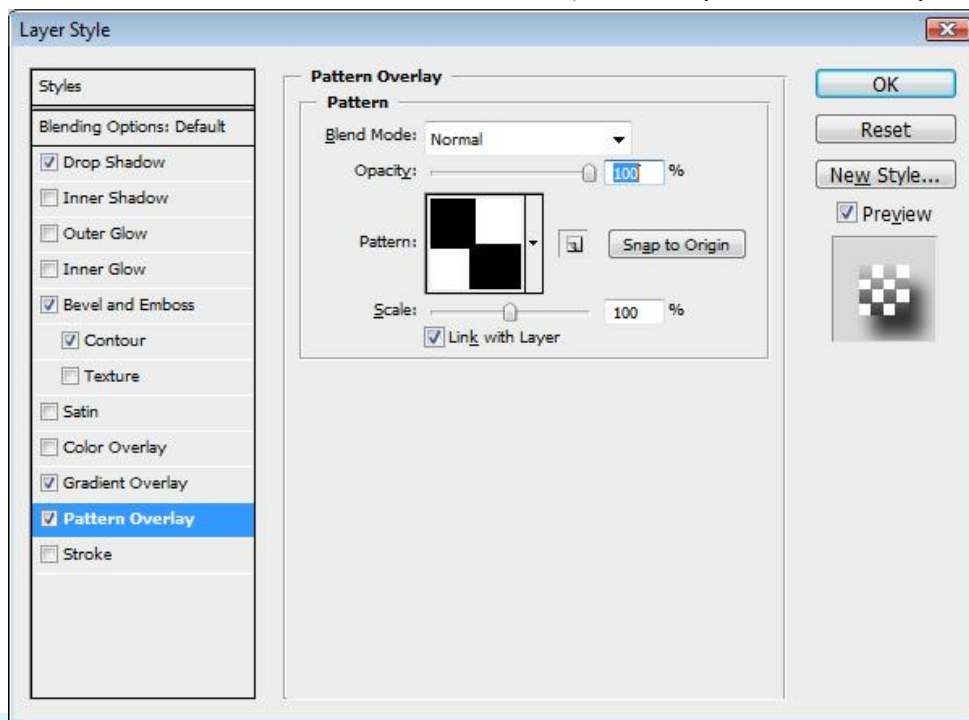 Layer Style
Styles
Blending Options: Default
Drop Shadow
Inner Shadow
Outer Glow
Inner Glow
Bevel and Emboss
Contour
Texture
Satin
Color Overlay
Gradient Overlay
Pattern Overlay
Stroke
Pattern Overlay
Pattern
Blend Mode: Normal
Opacity: 100 %
Pattern: Snap to Origin
Scale: 100 %
Link with Layer
OK
Reset
New Style...
Preview